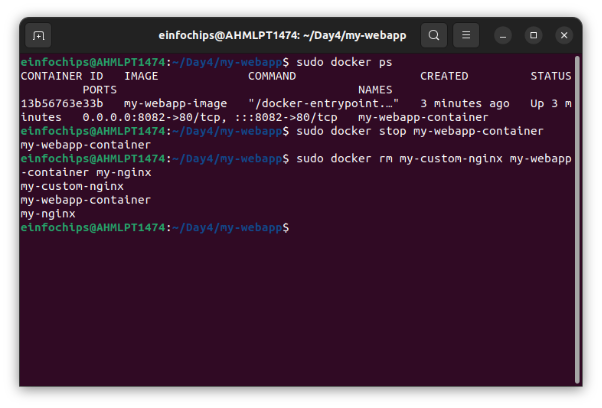 einfochips@AHMLPT1474: ~/Day4/my-webapp
einfochips@AHMLPT1474:~/Day4/my-webapp$ sudo docker ps
CONTAINER ID   IMAGE             COMMAND                  CREATED         STATUS
         PORTS                                   NAMES
13b56763e33b   my-webapp-image   "/docker-entrypoint.…"   3 minutes ago   Up 3 m
inutes   0.0.0.0:8082->80/tcp, :::8082->80/tcp   my-webapp-container
einfochips@AHMLPT1474:~/Day4/my-webapp$ sudo docker stop my-webapp-container
my-webapp-container
einfochips@AHMLPT1474:~/Day4/my-webapp$ sudo docker rm my-custom-nginx my-webapp
-container my-nginx
my-custom-nginx
my-webapp-container
my-nginx
einfochips@AHMLPT1474:~/Day4/my-webapp$